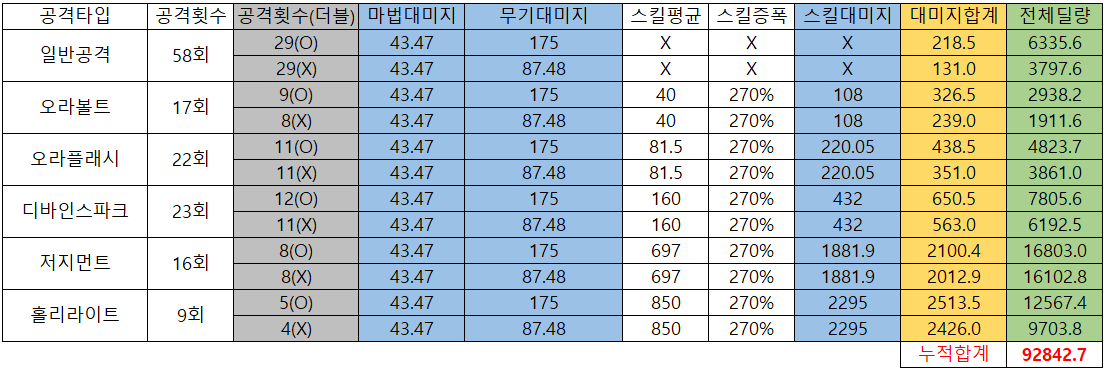 공격타입 공격횟수 공격횟수(더블) 마법대미지 무기대미지 스킬평균 스킬증폭 스킬대미지 대미지합계 전체딜량
일반공격 58회 29(O) 43.47 175 X X X 218.5 6335.6
29(X) 43.47 87.48 X X X 131.0 3797.6
오라볼트 17회 9(O) 43.47 175 40 270% 108 326.5 2938.2
8(X) 43.47 87.48 40 270% 108 239.0 1911.6
오라플래시 22회 11(O) 43.47 175 81.5 270% 220.05 438.5 4823.7
11(X) 43.47 87.48 81.5 270% 220.05 351.0 3861.0
디바인스파크 23회 12(O) 43.47 175 160 270% 432 650.5 7805.6
11(X) 43.47 87.48 160 270% 432 563.0 6192.5
저지먼트 16회 8(O) 43.47 175 697 270% 1881.9 2100.4 16803.0
8(X) 43.47 87.48 697 270% 1881.9 2012.9 16102.8
홀리라이트 9회 5(O) 43.47 175 850 270% 2295 2513.5 12567.4
4(X) 43.47 87.48 850 270% 2295 2426.0 9703.8
누적합계 92842.7